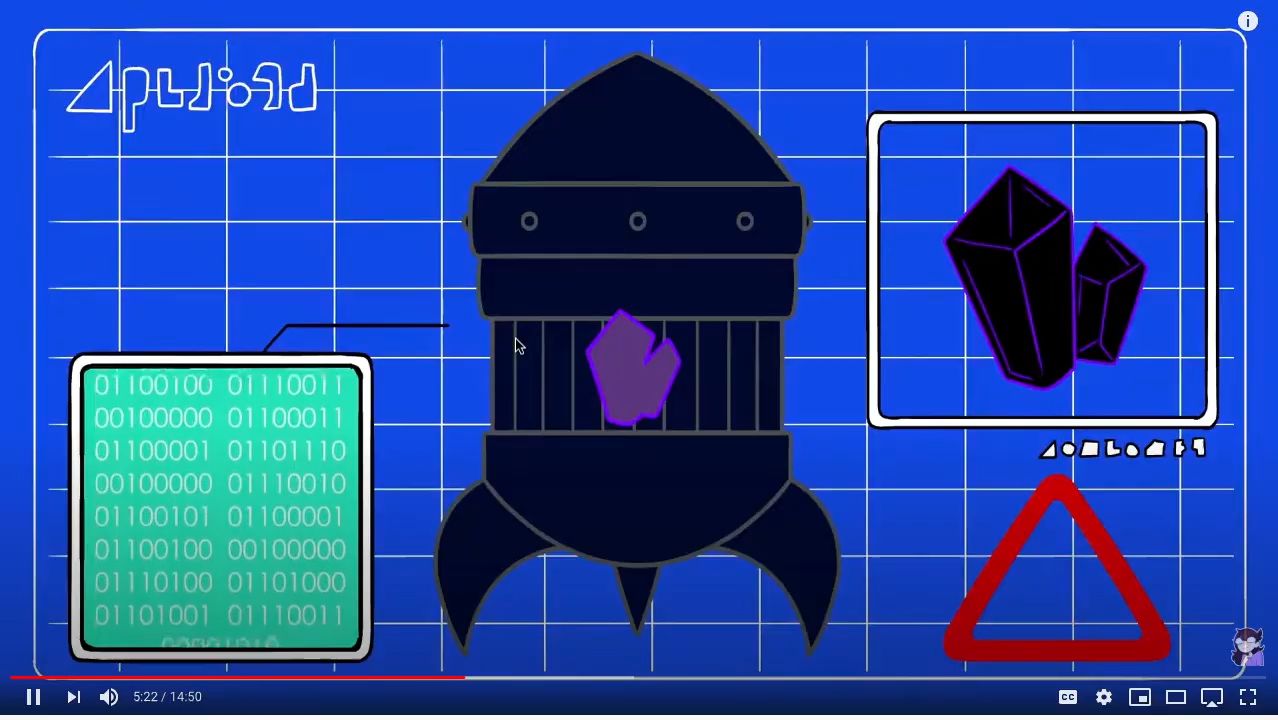 01100100 01110011
00100000 01100011
01100001 01101110
00100000 01110010
01100101 01100001
01100100 00100000
01110100 01101000
01101001 01110011
5:22 / 14:50
CC
i